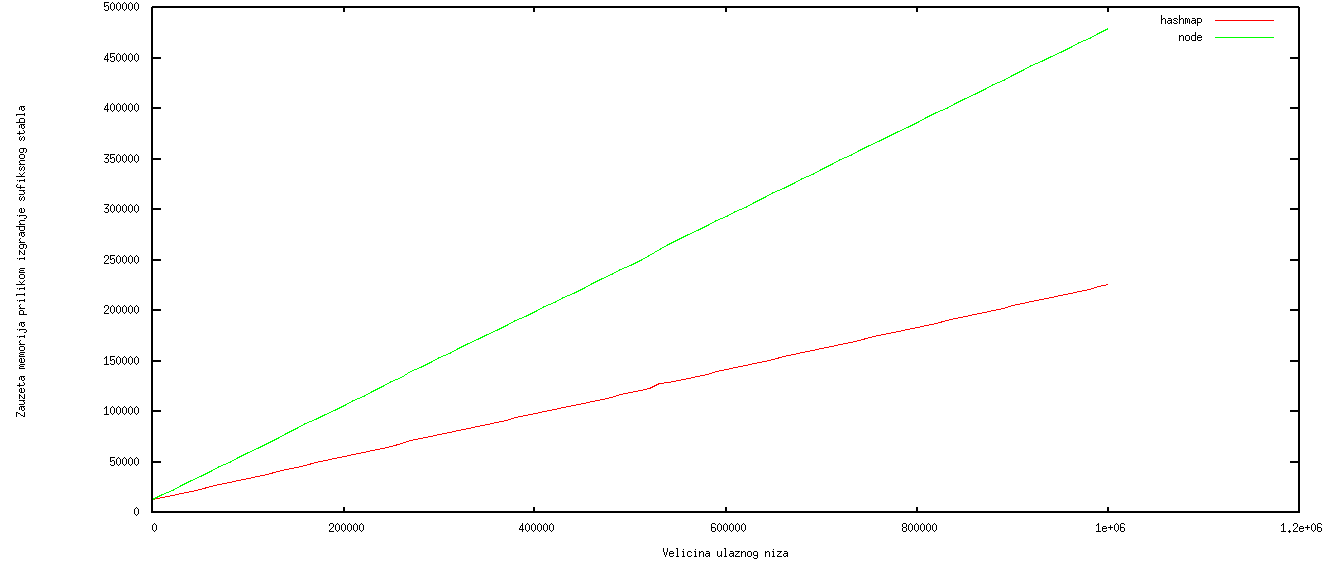 500000
hashmap
node
450000
400000
350000
300000
250000
200000
150000
100000
50000
0
Zauzeta memorija prilikom izgradnje sufiksnog stabla
0 200000 400000 600000 800000 1e+06 1.2e+06
Velicina ulaznog niza